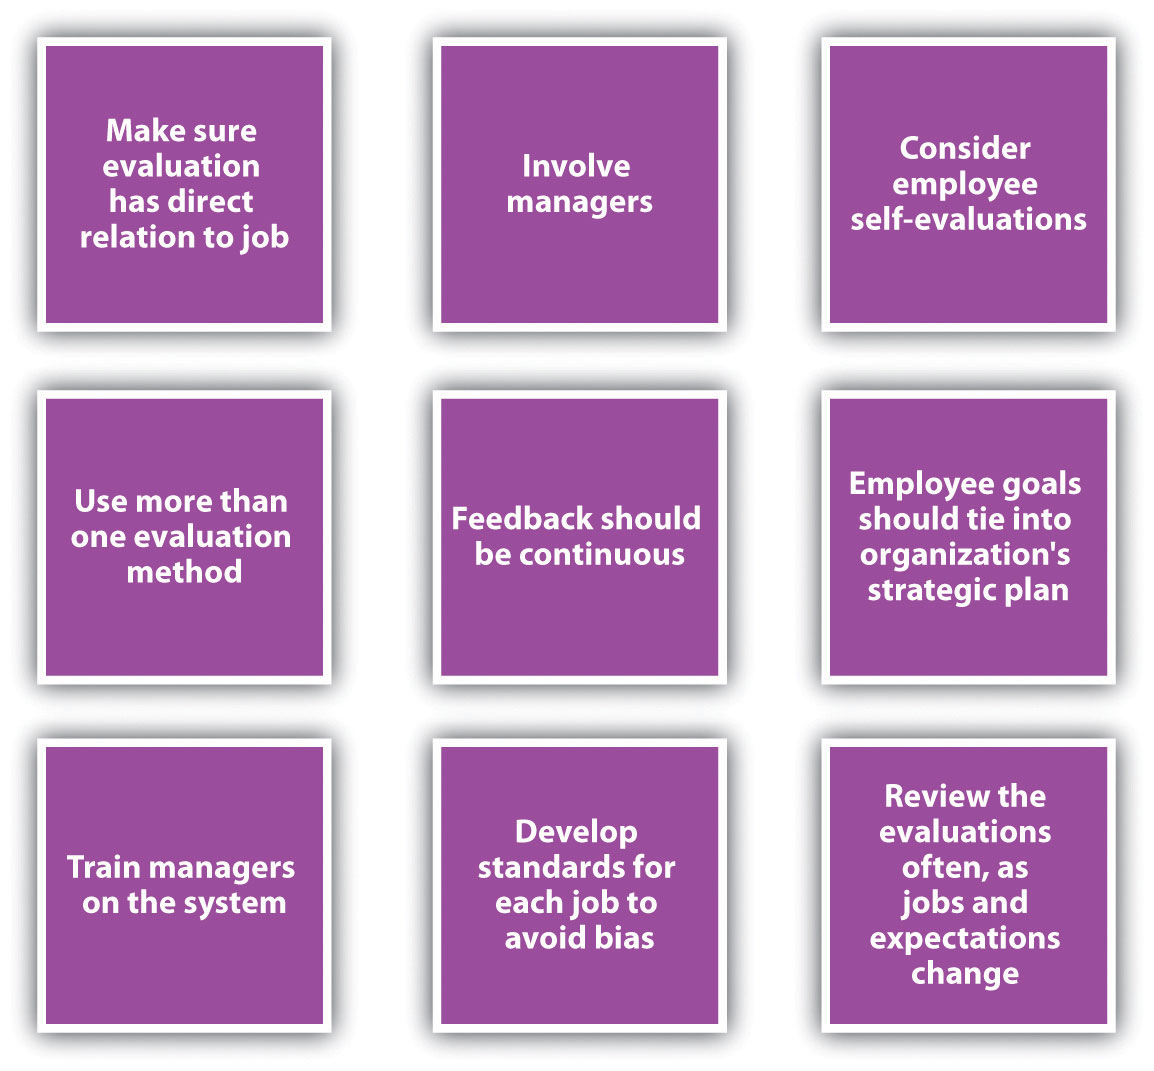 Make sure
evaluation
has direct
relation to job
Involve
managers
Consider
employee
self-evaluations
Use more than
one evaluation
method
Feedback should
be continuous
Employee goals
should tie into
organization's
strategic plan
Train managers
on the system
Develop
standards for
each job to
avoid bias
Review the
evaluations
often, as
jobs and
expectations
change